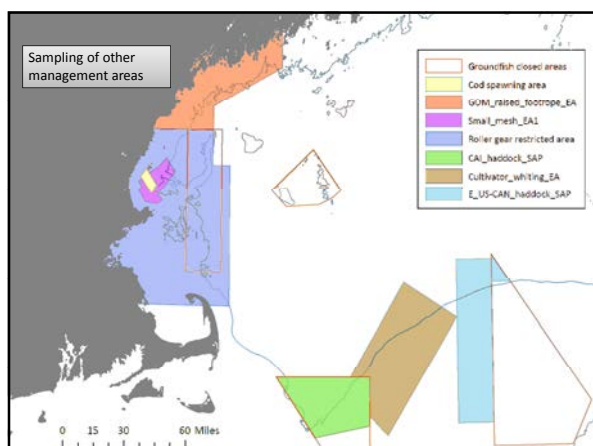 Sampling of other
management areas
Groundfish closed areas
Cod spawning area
GOM_raised_footrope_EA
Small_mesh_EA1
Roller gear restricted area
CAI_haddock_SAP
Cultivator_whiting_EA
E_US-CAN_haddock_SAP
0 15 30 60 Miles